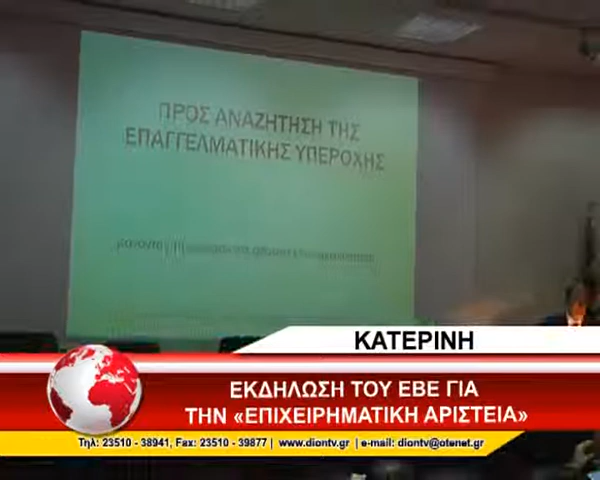 ΠΡΟΣ ΑΝΑΖΗΤΗΣΗ ΤΗΣ
ΕΠΑΓΓΕΛΜΑΤΙΚΗΣ ΥΠΕΡΟΧΗΣ
ΚΑΤΕΡΙΝΗ
ΕΚΔΗΛΩΣΗ ΤΟΥ ΕΒΕ ΓΙΑ
ΤΗΝ «ΕΠΙΧΕΙΡΗΜΑΤΙΚΗ ΑΡΙΣΤΕΙΑ»
Τηλ: 23510 - 38941, Fax: 23510 - 39877 | www.diontv.gr | e-mail: diontv@otenet.gr